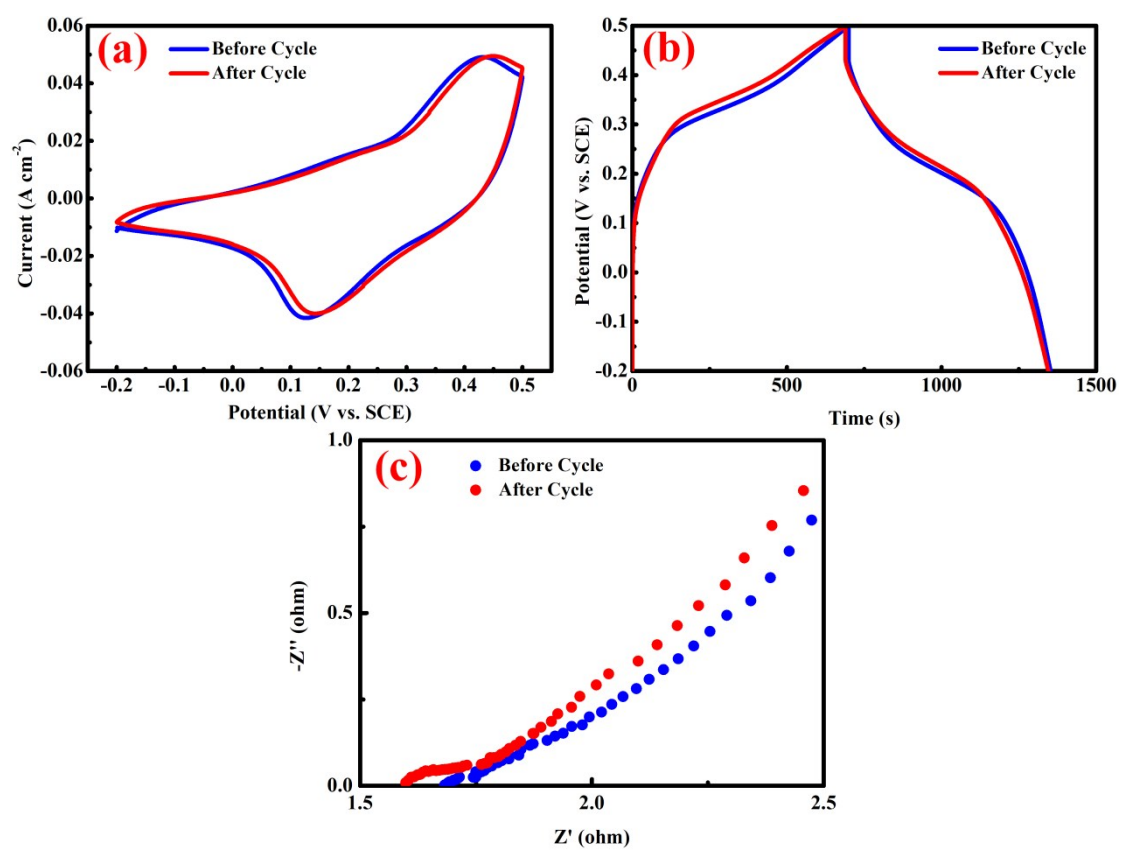 (a)
Before Cycle
After Cycle
0.06
0.04
0.02
0.00
-0.02
-0.04
-0.06
Current (A cm-2)
-0.2 -0.1 0.0 0.1 0.2 0.3 0.4 0.5
Potential (V vs. SCE)
(b)
Before Cycle
After Cycle
0.5
0.4
0.3
0.2
0.1
0.0
-0.1
-0.2
Potential (V vs. SCE)
0 500 1000 1500
Time (s)
(c)
Before Cycle
After Cycle
1.0
0.5
0.0
-Z'' (ohm)
1.5 2.0 2.5
Z' (ohm)